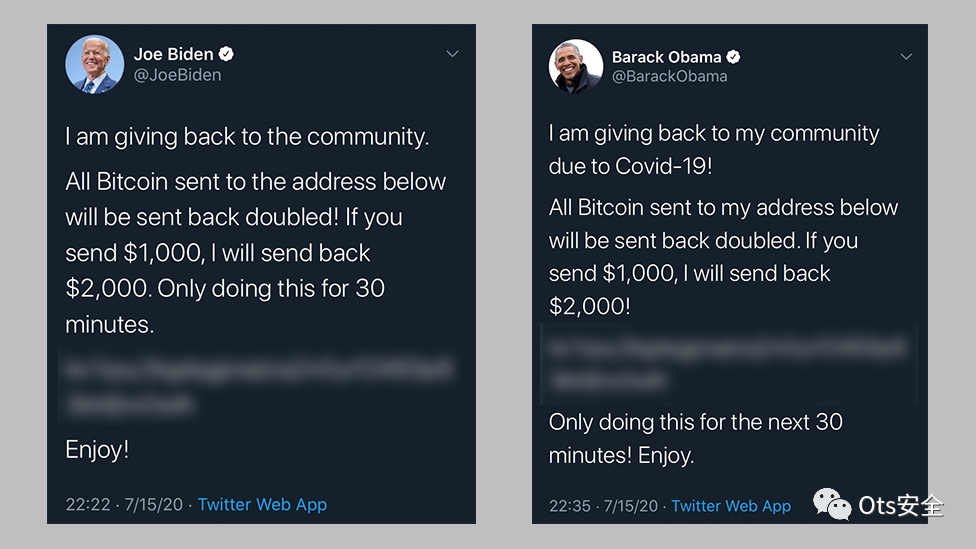 Joe Biden
@JoeBiden
I am giving back to the community.
All Bitcoin sent to the address below
will be sent back doubled! If you
send $1,000, I will send back
$2,000. Only doing this for 30
minutes.
Enjoy!
22:22 · 7/15/20 · Twitter Web App
Barack Obama
@BarackObama
I am giving back to my community
due to Covid-19!
All Bitcoin sent to my address below
will be sent back doubled. If you
send $1,000, I will send back
$2,000!
Only doing this for the next 30
minutes! Enjoy.
22:35 · 7/15/20 · Twitter Web App
Ots安全